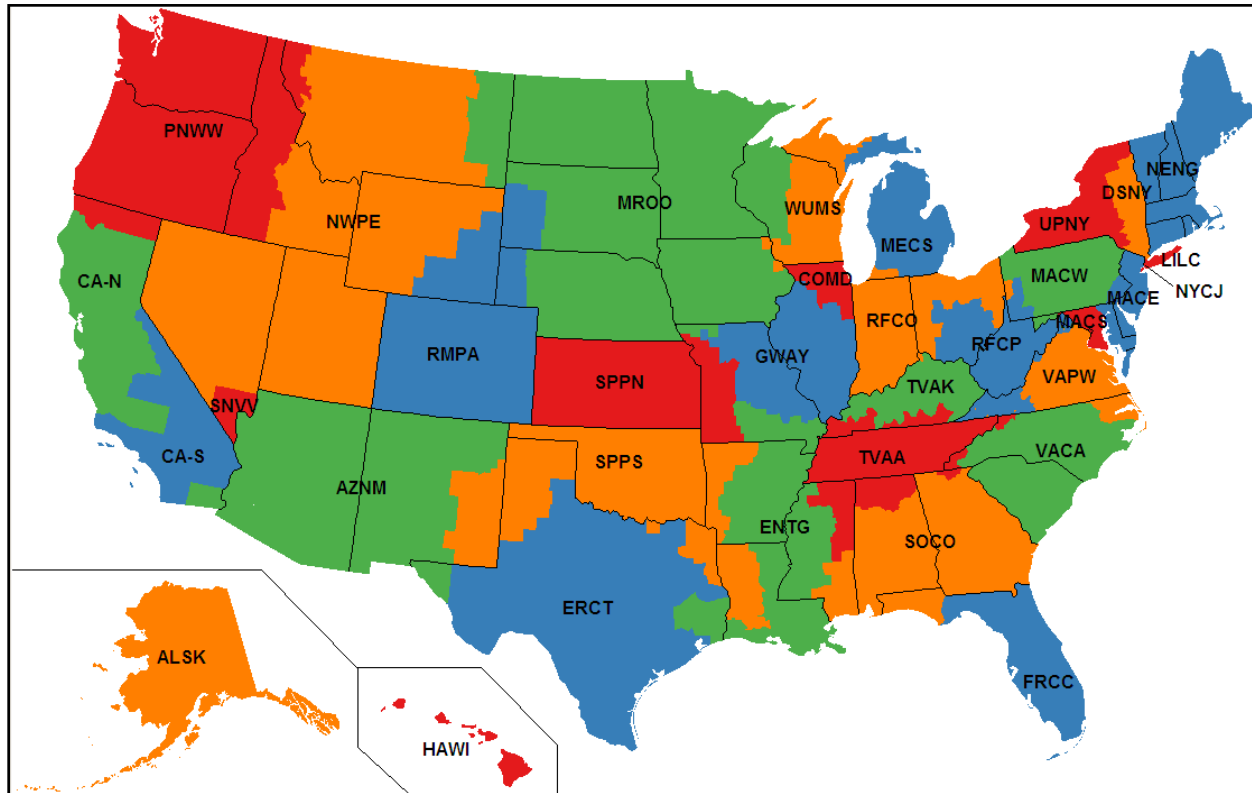 PNWW
NENG
DSNY
MROO
WUMS
NWPE
UPNY
MECS
LILC
CA-N
COMD
MACW
NYCJ
MACE
RFCO
MACS
RMPA
GWAY
RFCP
SPPN
TVAK
VAPW
SNVV
CA-S
SPPS
TVAA
VACA
AZNM
ENTG
SOCO
ERCT
ALSK
FRCC
HAWI